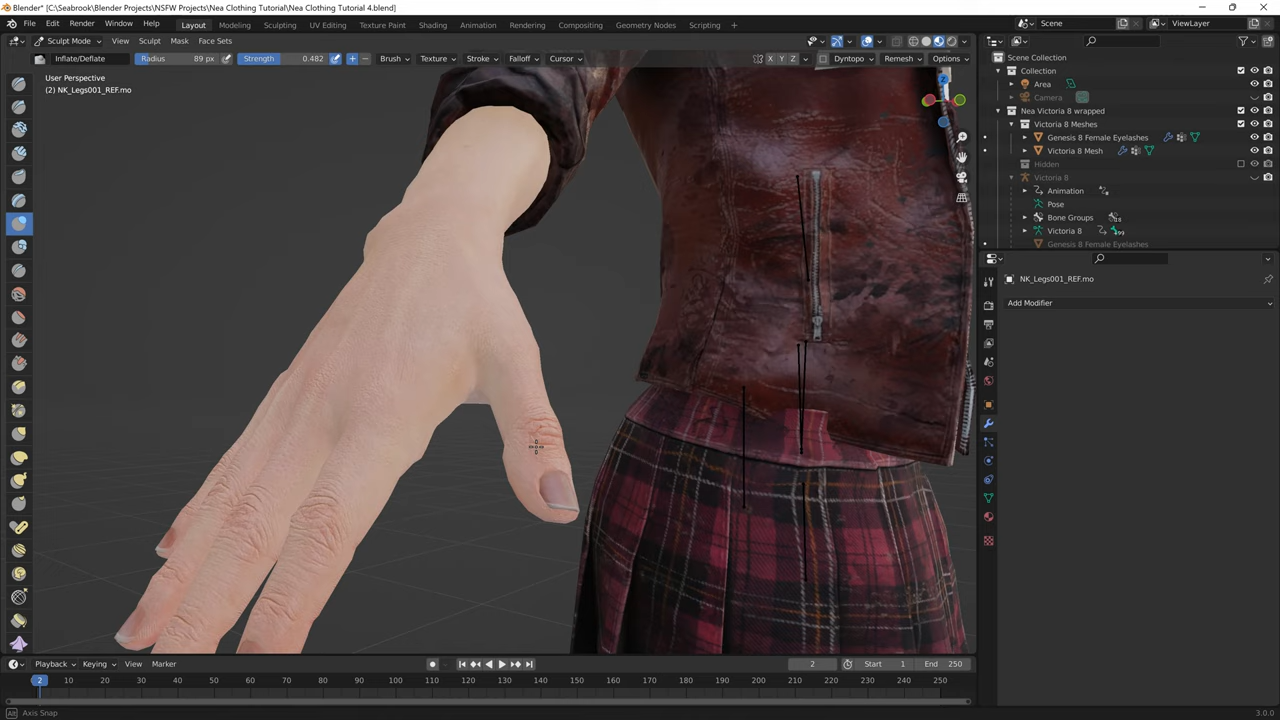 Blender* [C:\Seabrook\Blender Projects\NSFW Projects\Nea Clothing Tutorial\Nea Clothing Tutorial 4.blend]
File Edit Render Window Help Layout Modeling Sculpting UV Editing Texture Paint Shading Animation Rendering Compositing Geometry Nodes Scripting Scene ViewLayer
Sculpt Mode View Sculpt Mask Face Sets
Inflate/Deflate Radius 89 px Strength 0.482 Brush Texture Stroke Falloff Cursor X Y Z Dyntopo Remesh Options
User Perspective
(2) NK_Legs001_REF.mo
Scene Collection
Collection
Area
Camera
Nea Victoria 8 wrapped
Victoria 8 Meshes
Genesis 8 Female Eyelashes
Victoria 8 Mesh
Hidden
Victoria 8
Animation
Pose
Bone Groups
Victoria 8
Genesis 8 Female Eyelashes
NK_Legs001_REF.mo
Add Modifier
Playback Keying View Marker 2 Start 1 End 250
2 10 20 30 40 50 60 70 80 90 100 110 120 130 140 150 160 170 180 190 200 210 220 230 240 250
Axis Snap 3.0.0